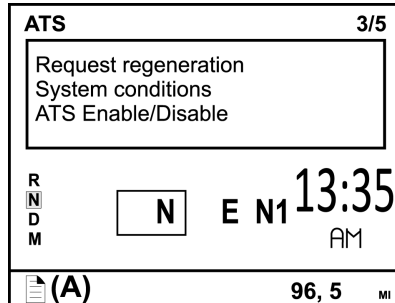 ATS 3/5
Request regeneration
System conditions
ATS Enable/Disable
R
N
D
M
N E N1 13:35
AM
(A) 96, 5 MI